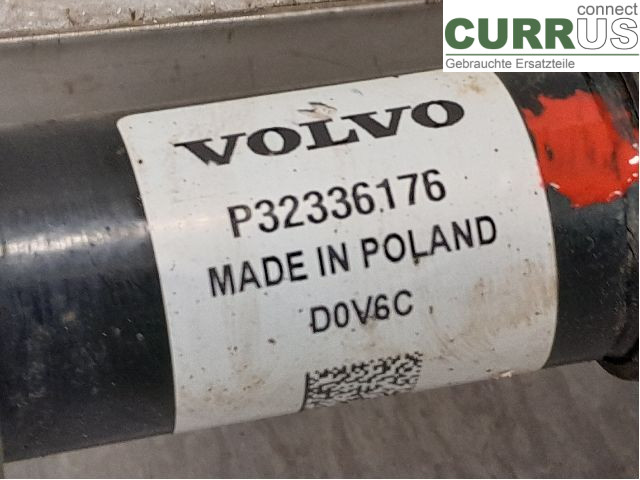 connect
CURRUS
Gebrauchte Ersatzteile
VOLVO
P32336176
MADE IN POLAND
D0V6C